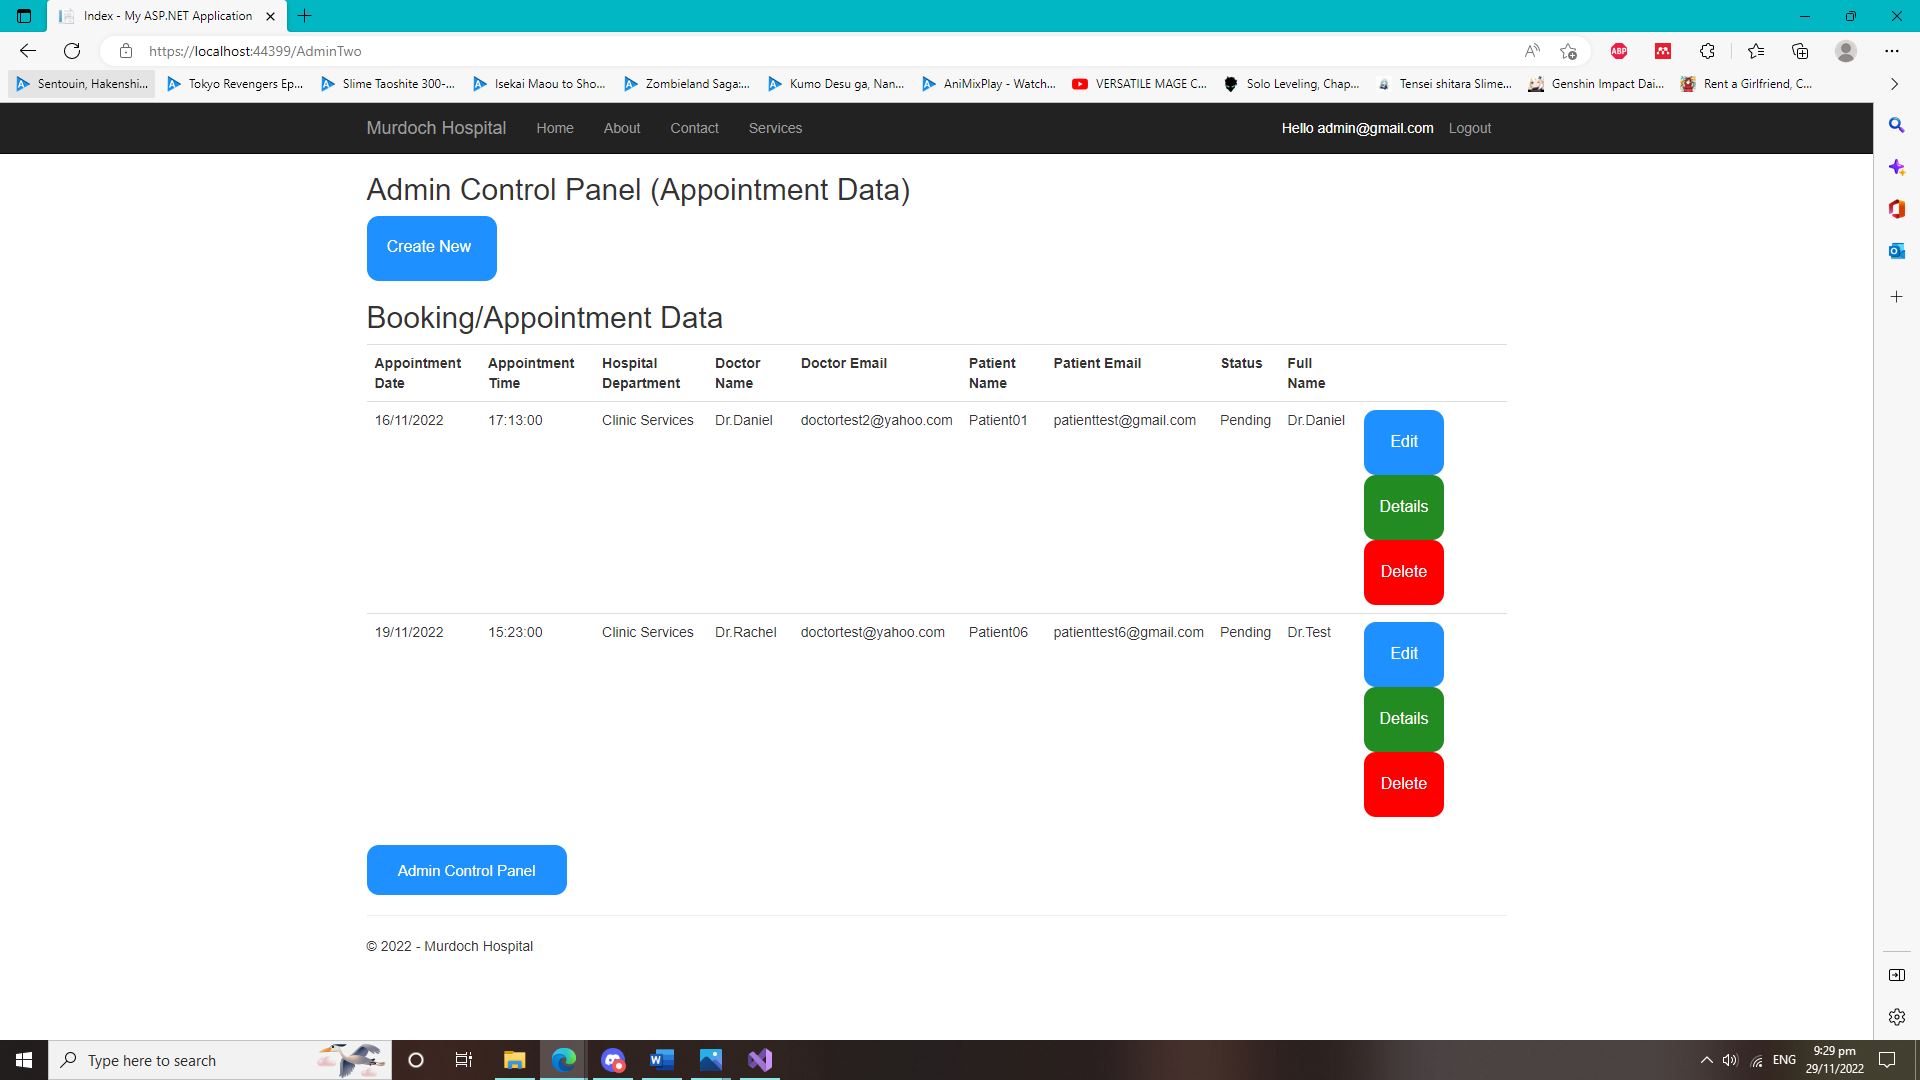 Index - My ASP.NET Application
https://localhost:44399/AdminTwo
ABP
Sentouin, Hakenshi... Tokyo Revengers Ep... Slime Taoshite 300-... Isekai Maou to Sho... Zombieland Saga:... Kumo Desu ga, Nan... AniMixPlay - Watch... VERSATILE MAGE C... Solo Leveling, Chap... Tensei shitara Slime... Genshin Impact Dai... Rent a Girlfriend, C...
Murdoch Hospital Home About Contact Services Hello admin@gmail.com Logout
Admin Control Panel (Appointment Data)
Create New
Booking/Appointment Data
Appointment Date Appointment Time Hospital Department Doctor Name Doctor Email Patient Name Patient Email Status Full Name
16/11/2022 17:13:00 Clinic Services Dr.Daniel doctortest2@yahoo.com Patient01 patienttest@gmail.com Pending Dr.Daniel
Edit
Details
Delete
19/11/2022 15:23:00 Clinic Services Dr.Rachel doctortest@yahoo.com Patient06 patienttest6@gmail.com Pending Dr.Test
Edit
Details
Delete
Admin Control Panel
© 2022 - Murdoch Hospital
Type here to search
ENG
9:29 pm
29/11/2022